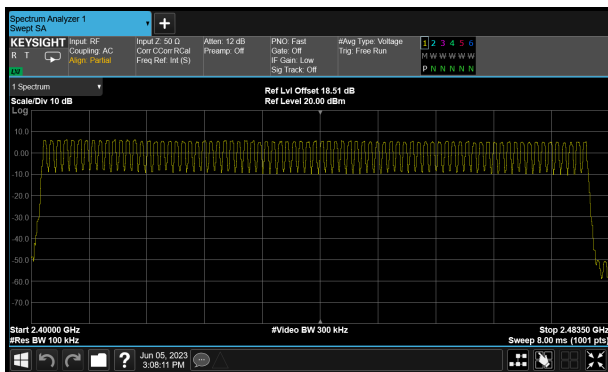 Spectrum Analyzer 1
Swept SA
+
KEYSIGHT
R T
Input: RF
Coupling: AC
Align: Partial
Input Z: 50 Ω
Corr CCorr RCal
Freq Ref: Int (S)
Atten: 12 dB
Preamp: Off
PNO: Fast
Gate: Off
IF Gain: Low
Sig Track: Off
#Avg Type: Voltage
Trig: Free Run
1 2 3 4 5 6
M W W W W W
P N N N N N
1 Spectrum
Scale/Div 10 dB
Ref Lvl Offset 18.51 dB
Ref Level 20.00 dBm
Log
10.0
0.00
-10.0
-20.0
-30.0
-40.0
-50.0
-60.0
-70.0
Start 2.40000 GHz
#Res BW 100 kHz
#Video BW 300 kHz
Stop 2.48350 GHz
Sweep 8.00 ms (1001 pts)
?
Jun 05, 2023
3:08:11 PM